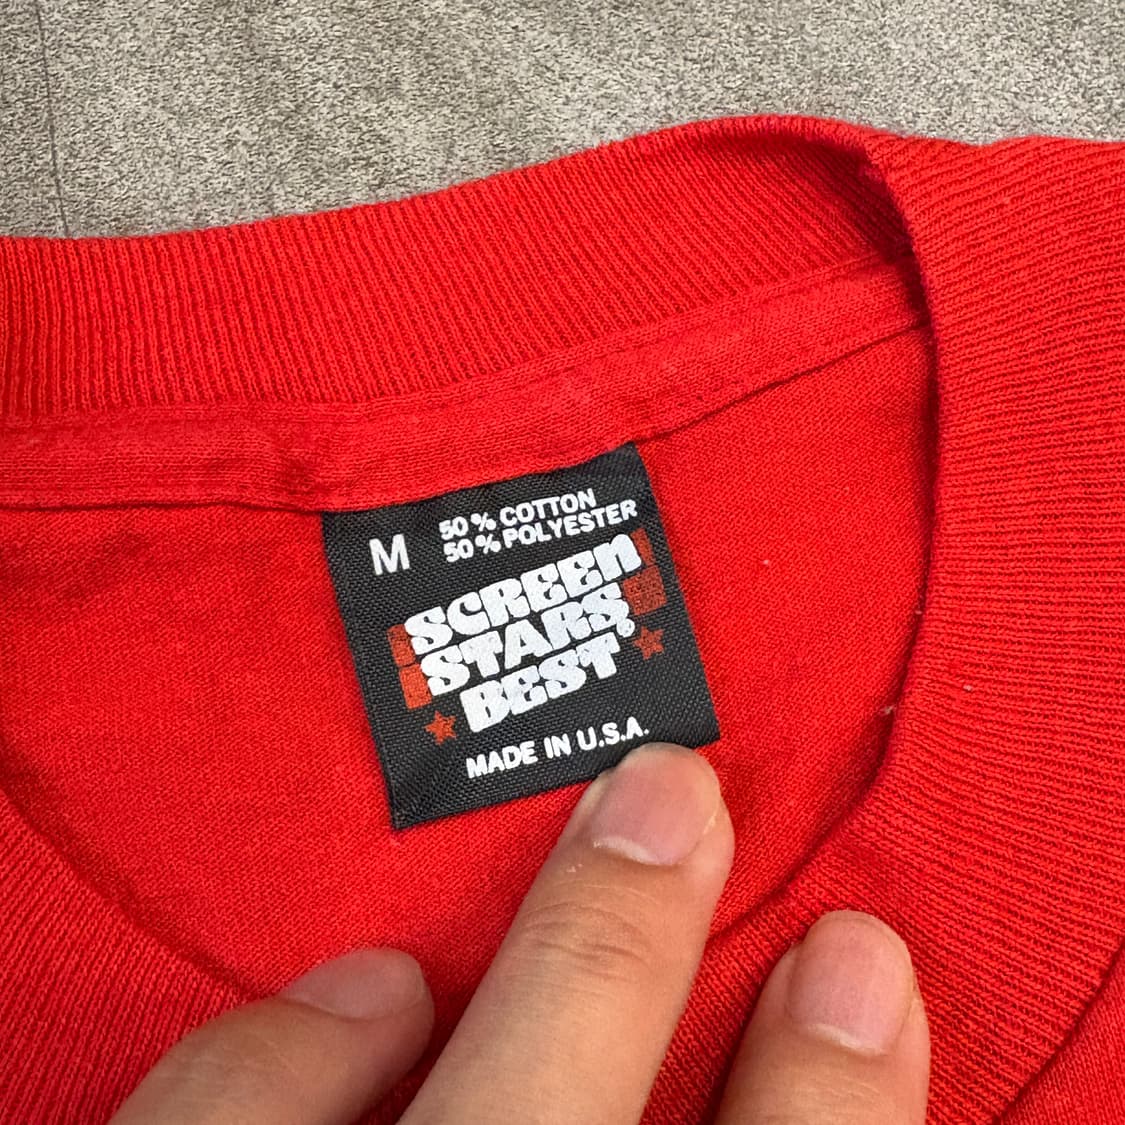 M
50% COTTON
50% POLYESTER
SCREEN
STARS
BEST®
MADE IN U.S.A.